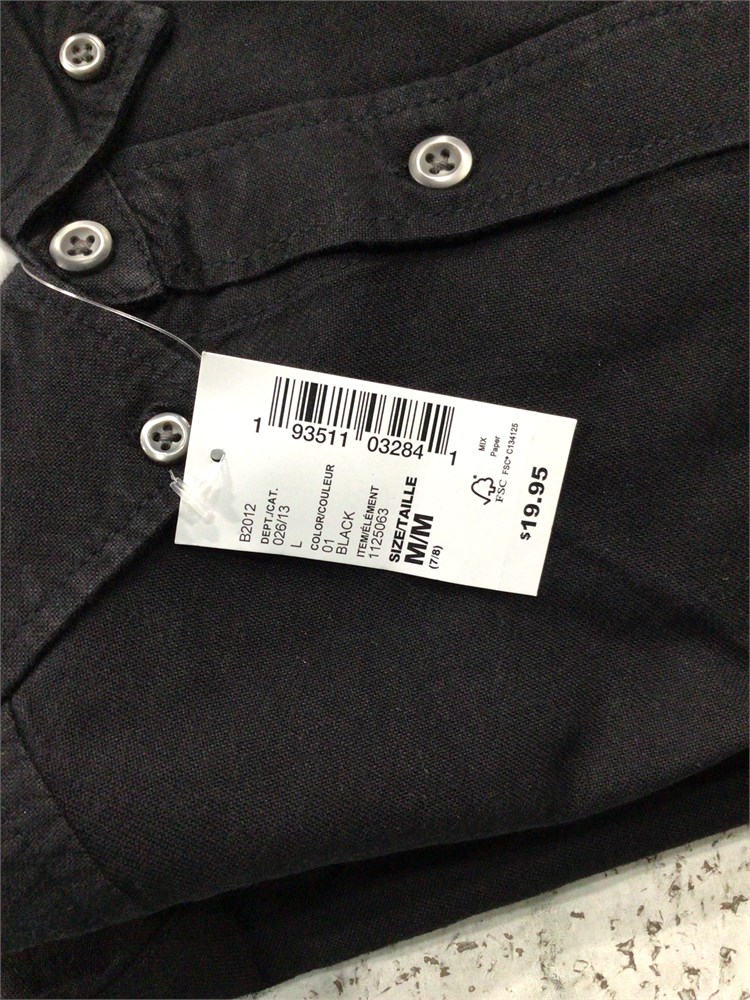 1 93511 03284 1
B2012
DEPT./CAT.
026/13
L
COLOR/COULEUR
01
BLACK
ITEM/ÉLÉMENT
1125063
SIZE/TAILLE
M/M
(7/8)
MIX
Paper
FSC® C134125
FSC
$19.95